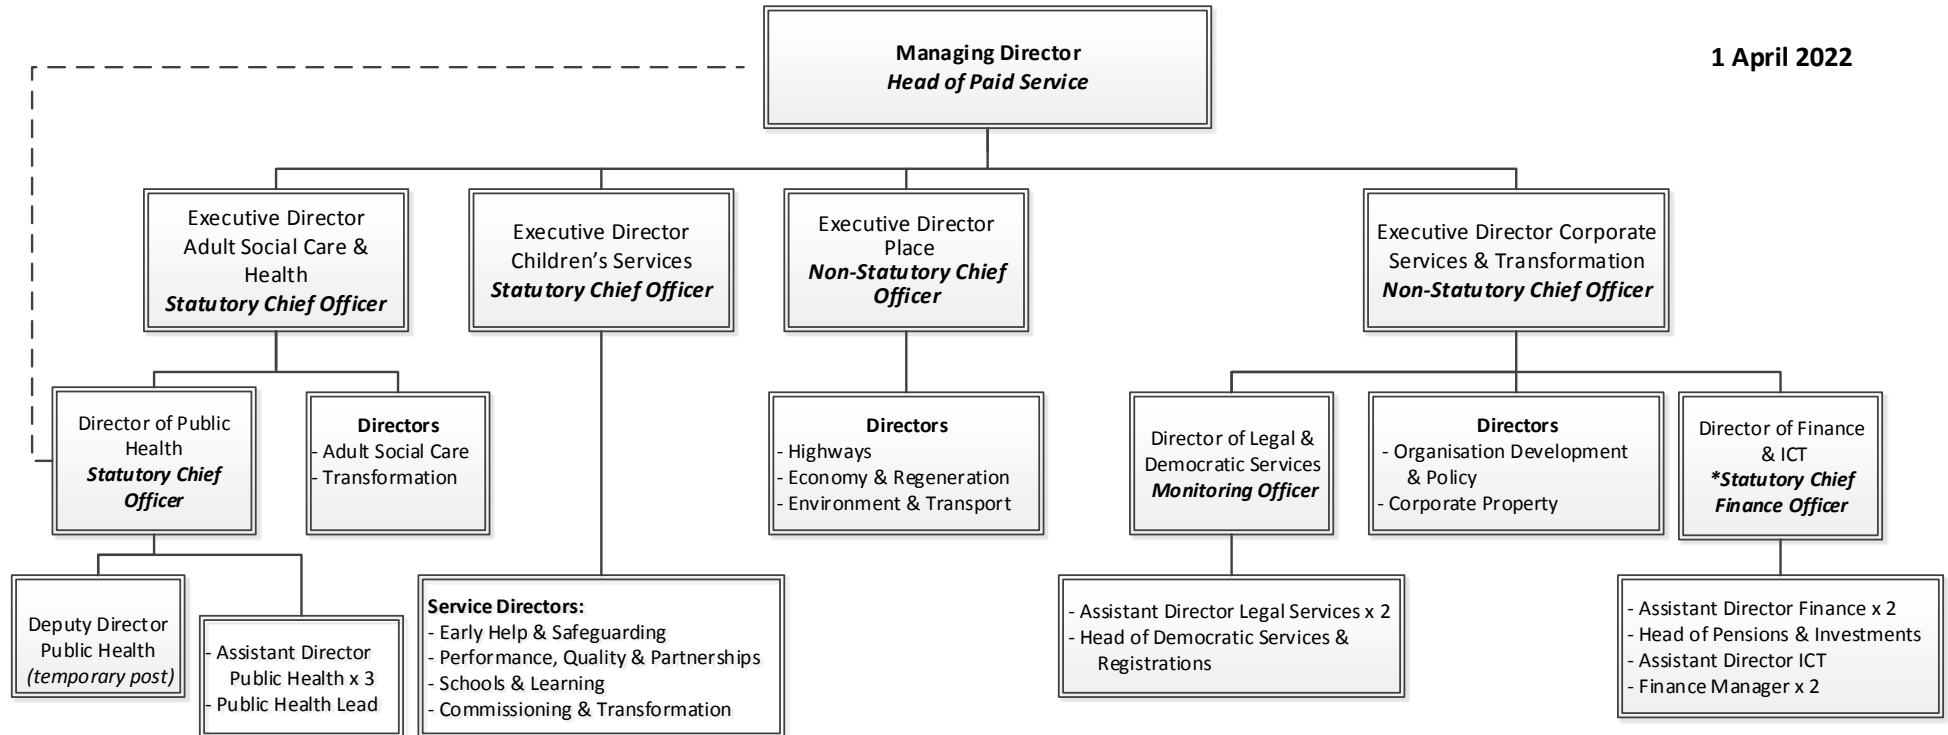 Managing Director
Head of Paid Service
1 April 2022
Executive Director
Adult Social Care &
Health
Statutory Chief Officer
Executive Director
Children’s Services
Statutory Chief Officer
Executive Director
Place
Non-Statutory Chief
Officer
Executive Director Corporate
Services & Transformation
Non-Statutory Chief Officer
Director of Public
Health
Statutory Chief
Officer
Directors
- Adult Social Care
- Transformation
Directors
- Highways
- Economy & Regeneration
- Environment & Transport
Director of Legal &
Democratic Services
Monitoring Officer
Directors
- Organisation Development
& Policy
- Corporate Property
Director of Finance
& ICT
*Statutory Chief
Finance Officer
Deputy Director
Public Health
(temporary post)
- Assistant Director
Public Health x 3
- Public Health Lead
Service Directors:
- Early Help & Safeguarding
- Performance, Quality & Partnerships
- Schools & Learning
- Commissioning & Transformation
- Assistant Director Legal Services x 2
- Head of Democratic Services &
Registrations
- Assistant Director Finance x 2
- Head of Pensions & Investments
- Assistant Director ICT
- Finance Manager x 2